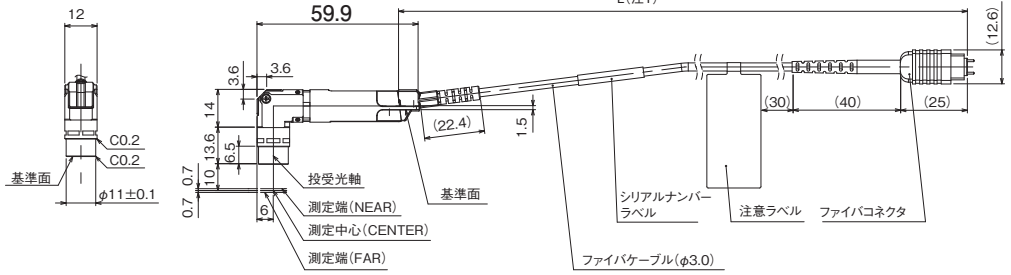 12
C0.2
C0.2
基準面
φ11±0.1
59.9
L(注1)
3.6
3.6
14
13.6
6.5
10
0.7
0.7
6
投受光軸
測定端(NEAR)
測定中心(CENTER)
測定端(FAR)
(22.4)
1.5
基準面
シリアルナンバー
ラベル
ファイバケーブル(φ3.0)
(30)
(40)
(25)
(12.6)
注意ラベル
ファイバコネクタ